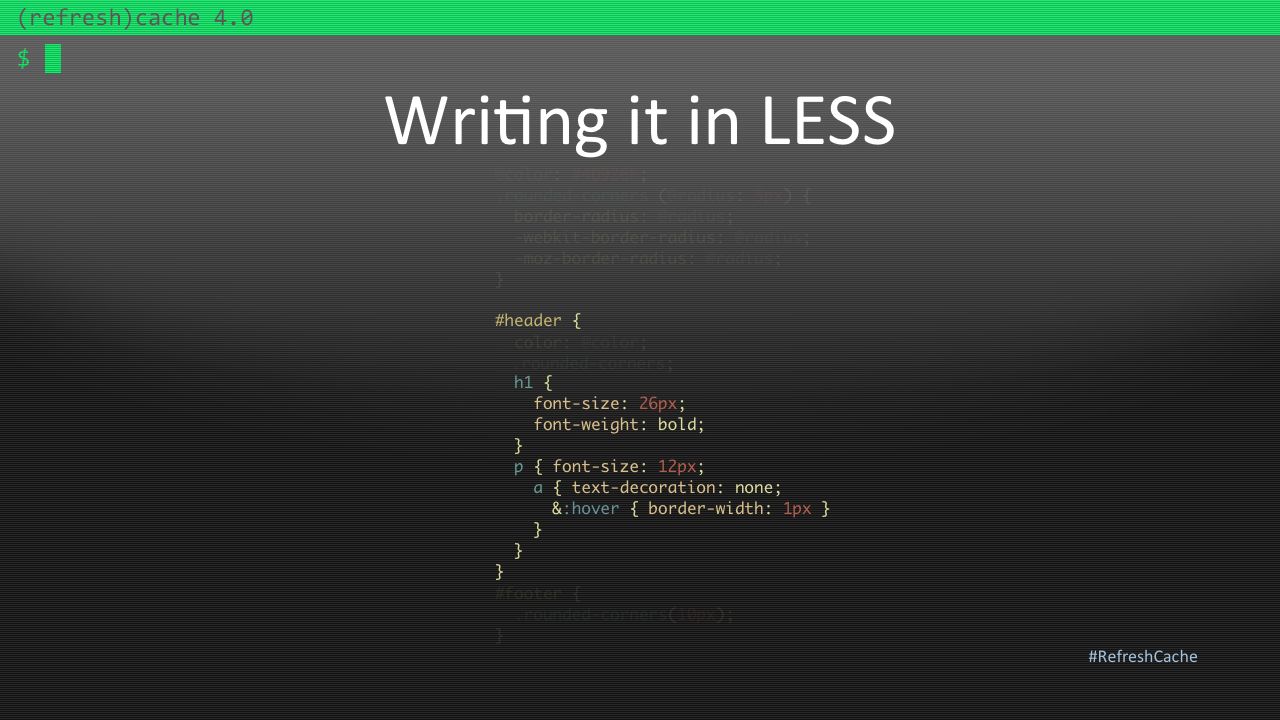 (refresh)cache 4.0
$
Writing it in LESS
.rounded-corners (@radius: 5px) {
border-radius: @radius;
-webkit-border-radius: @radius;
-moz-border-radius: @radius;
}
#header {
color: @color;
.rounded-corners;
h1 {
font-size: 26px;
font-weight: bold;
}
p { font-size: 12px;
a { text-decoration: none;
&:hover { border-width: 1px }
}
}
}
#footer {
.rounded-corners(10px);
}
#RefreshCache